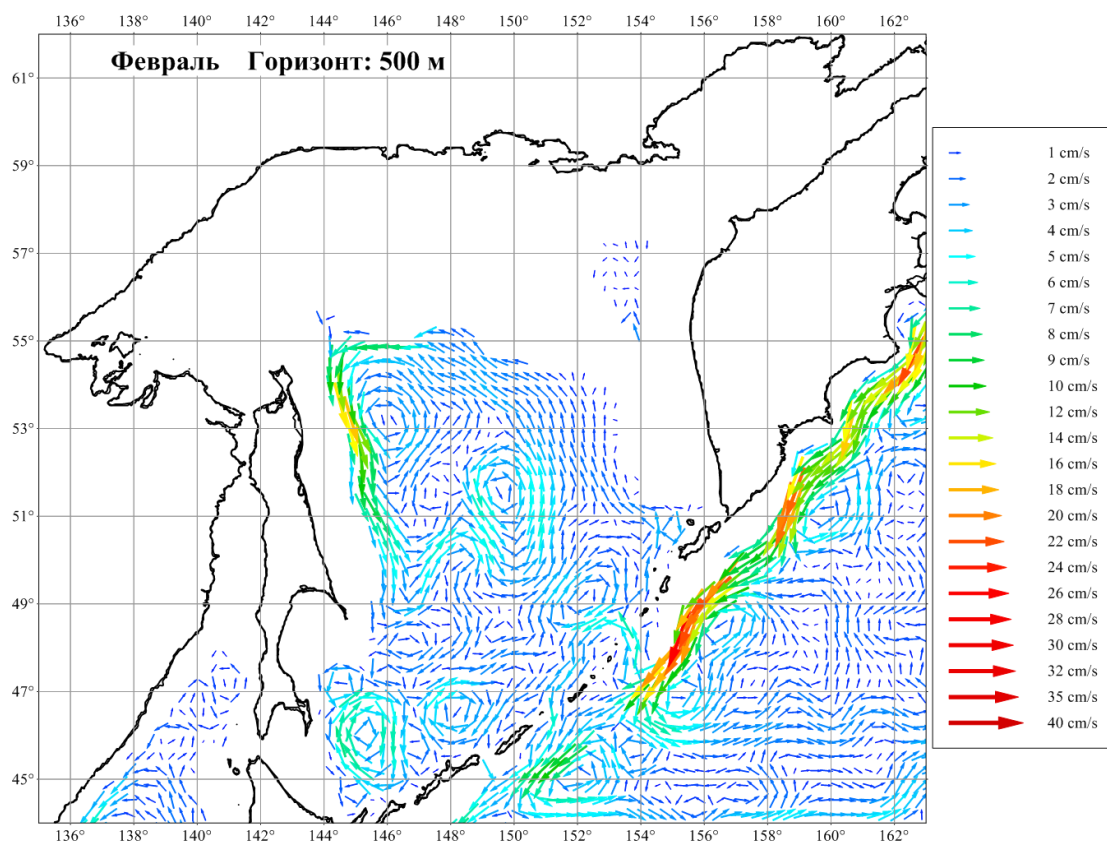 136° 138° 140° 142° 144° 146° 148° 150° 152° 154° 156° 158° 160° 162°
Февраль Горизонт: 500 м
61°
59°
57°
55°
53°
51°
49°
47°
45°
136° 138° 140° 142° 144° 146° 148° 150° 152° 154° 156° 158° 160° 162°
1 cm/s
2 cm/s
3 cm/s
4 cm/s
5 cm/s
6 cm/s
7 cm/s
8 cm/s
9 cm/s
10 cm/s
12 cm/s
14 cm/s
16 cm/s
18 cm/s
20 cm/s
22 cm/s
24 cm/s
26 cm/s
28 cm/s
30 cm/s
32 cm/s
35 cm/s
40 cm/s